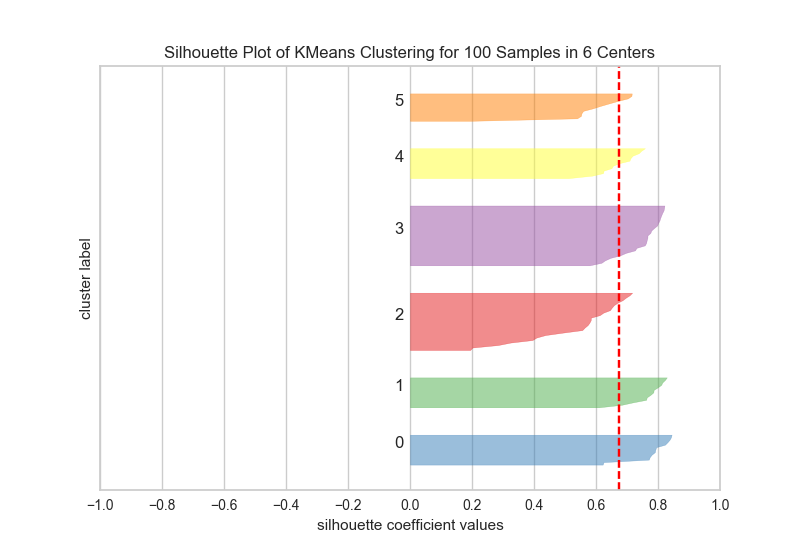 Silhouette Plot of KMeans Clustering for 100 Samples in 6 Centers
cluster label
5
4
3
2
1
0
−1.0 −0.8 −0.6 −0.4 −0.2 0.0 0.2 0.4 0.6 0.8 1.0
silhouette coefficient values